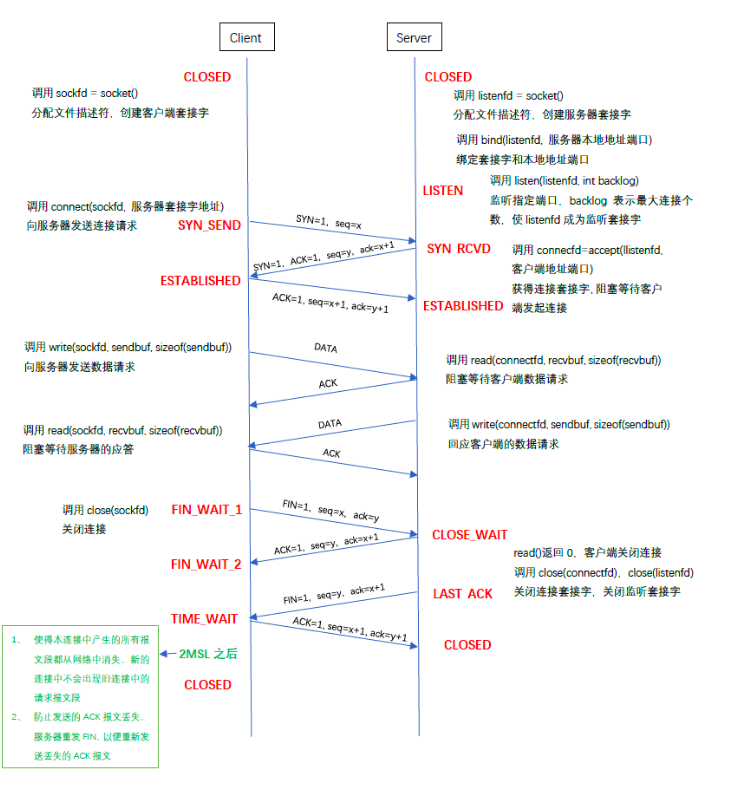 Client
Server
CLOSED
CLOSED
调用 sockfd = socket()
分配文件描述符、创建客户端套接字
调用 listenfd = socket()
分配文件描述符、创建服务器套接字
调用 bind(listenfd, 服务器本地地址端口)
绑定套接字和本地地址端口
LISTEN
调用 listen(listenfd, int backlog)
监听指定端口、backlog 表示最大连接个
数、使 listenfd 成为监听套接字
调用 connect(sockfd, 服务器套接字地址)
向服务器发送连接请求
SYN_SEND
SYN=1, seq=x
SYN_RCVD
SYN=1, ACK=1, seq=y, ack=x+1
调用 connecfd=accept(llistenfd,
客户端地址端口)
获得连接套接字, 阻塞等待客户
端发起连接
ESTABLISHED
ACK=1, seq=x+1, ack=y+1
ESTABLISHED
调用 write(sockfd, sendbuf, sizeof(sendbuf))
向服务器发送数据请求
DATA
调用 read(connectfd, recvbuf, sizeof(recvbuf))
阻塞等待客户端数据请求
ACK
调用 read(sockfd, recvbuf, sizeof(recvbuf))
阻塞等待服务器的应答
DATA
调用 write(connectfd, sendbuf, sizeof(sendbuf))
回应客户端的数据请求
ACK
调用 close(sockfd)
关闭连接
FIN_WAIT_1
FIN=1, seq=x, ack=y
CLOSE_WAIT
ACK=1, seq=y, ack=x+1
FIN_WAIT_2
read()返回 0、客户端关闭连接
调用 close(connectfd)、close(listenfd)
关闭连接套接字、关闭监听套接字
FIN=1, seq=y, ack=x+1
LAST_ACK
TIME_WAIT
ACK=1, seq=x+1, ack=y+1
CLOSED
2MSL 之后
CLOSED
1、 使得本连接中产生的所有报
文段都从网络中消失、新的
连接中不会出现旧连接中的
请求报文段
2、 防止发送的 ACK 报文丢失、
服务器重发 FIN、以便重新发
送丢失的 ACK 报文